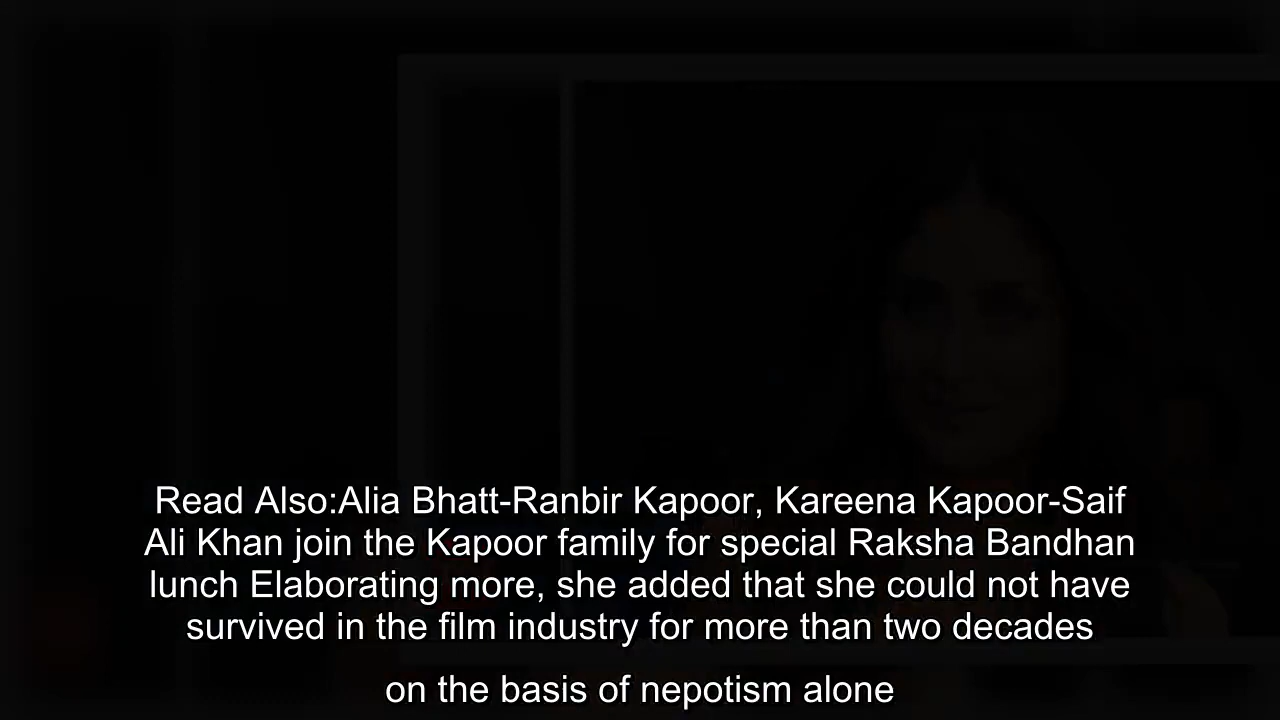 Read Also:Alia Bhatt-Ranbir Kapoor, Kareena Kapoor-Saif
Ali Khan join the Kapoor family for special Raksha Bandhan
lunch Elaborating more, she added that she could not have
survived in the film industry for more than two decades
on the basis of nepotism alone